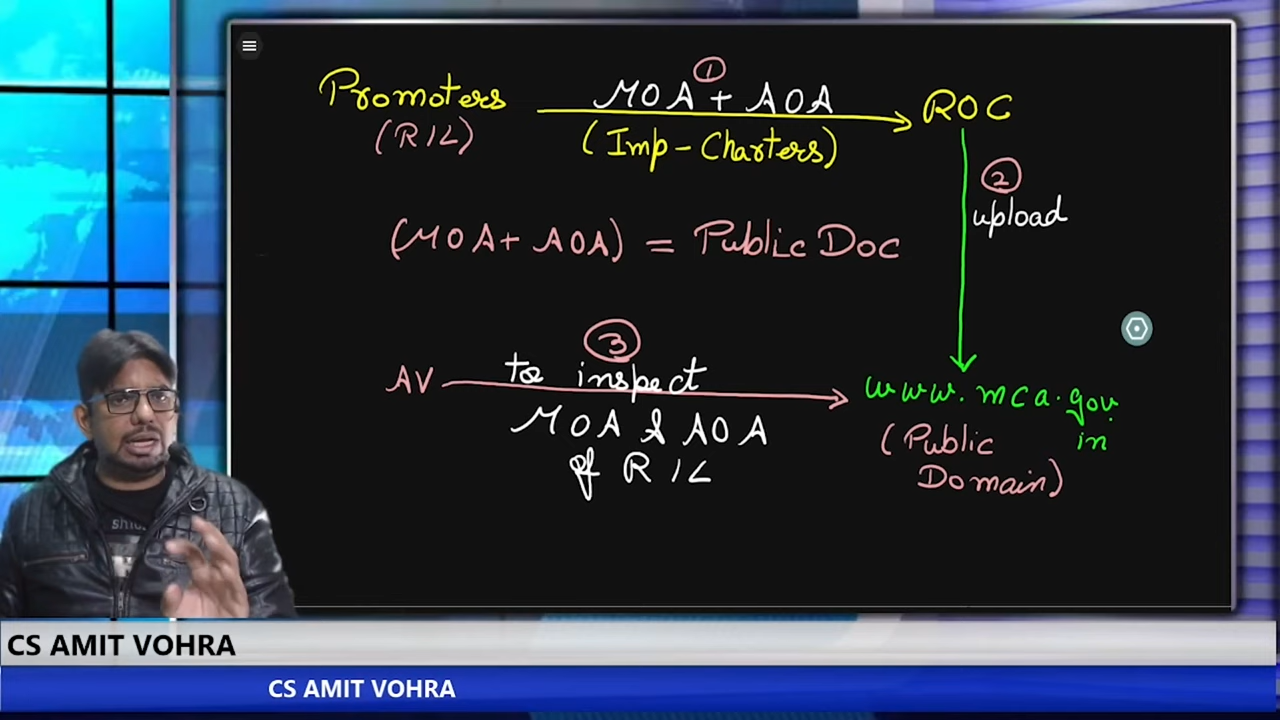 ①
Promoters MOA + AOA ROC
(RIL) (Imp-Charters)
②
upload
(MOA + AOA) = Public Doc
③
AV to inspect www.mca.gov.
in
MOA & AOA (Public
of RIL Domain)
CS AMIT VOHRA
CS AMIT VOHRA